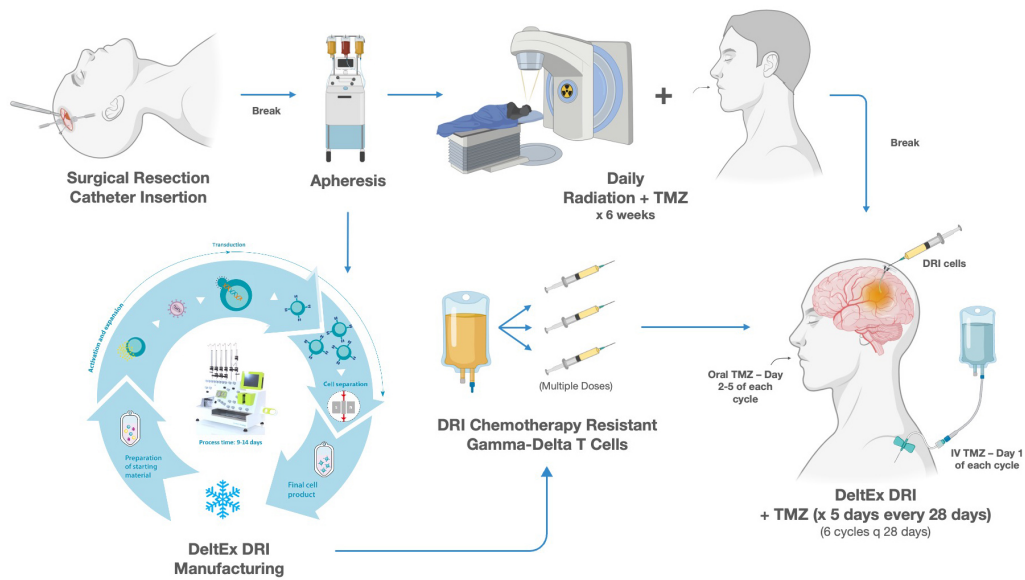 Surgical Resection
Catheter Insertion
Break
Apheresis
Daily
Radiation + TMZ
x 6 weeks
+
Break
Transduction
Activation and expansion
Cell separation
Process time: 9-14 days
Preparation
of starting
material
Final cell
product
DeltEx DRI
Manufacturing
(Multiple Doses)
DRI Chemotherapy Resistant
Gamma-Delta T Cells
DRI cells
Oral TMZ – Day
2-5 of each
cycle
IV TMZ – Day 1
of each cycle
DeltEx DRI
+ TMZ (x 5 days every 28 days)
(6 cycles q 28 days)